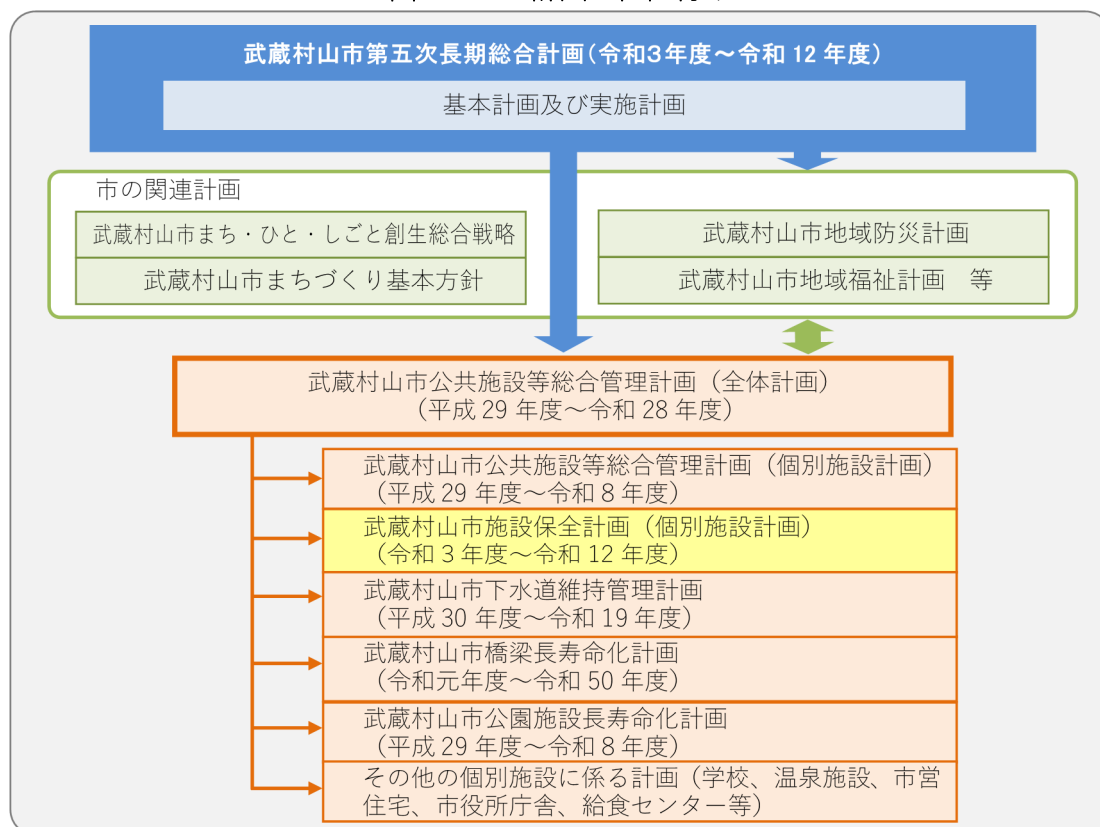 武蔵村山市第五次長期総合計画(令和3年度～令和 12 年度)
基本計画及び実施計画
市の関連計画
武蔵村山市まち・ひと・しごと創生総合戦略
武蔵村山市まちづくり基本方針
武蔵村山市地域防災計画
武蔵村山市地域福祉計画　等
武蔵村山市公共施設等総合管理計画（全体計画）
（平成 29 年度～令和 28 年度）
武蔵村山市公共施設等総合管理計画（個別施設計画）
（平成 29 年度～令和 8 年度）
武蔵村山市施設保全計画（個別施設計画）
（令和 3 年度～令和 12 年度）
武蔵村山市下水道維持管理計画
（平成 30 年度～令和 19 年度）
武蔵村山市橋梁長寿命化計画
（令和元年度～令和 50 年度）
武蔵村山市公園施設長寿命化計画
（平成 29 年度～令和 8 年度）
その他の個別施設に係る計画（学校、温泉施設、市営
住宅、市役所庁舎、給食センター等）